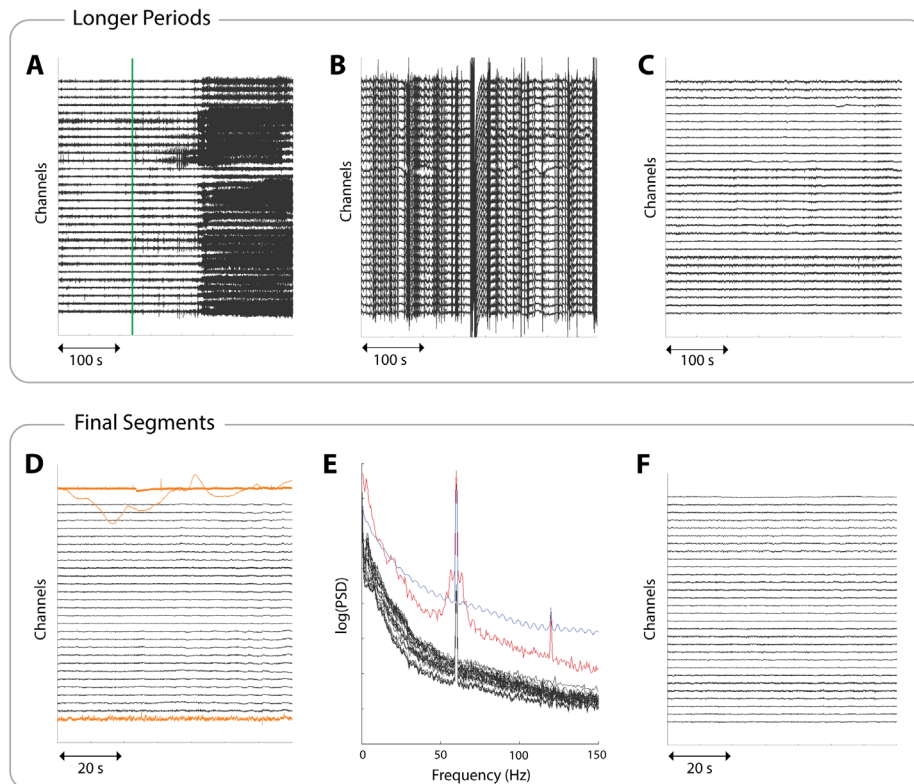 Longer Periods
A
B
C
Channels
Channels
Channels
100 s
100 s
100 s
Final Segments
D
E
F
Channels
log(PSD)
Channels
0
50
100
150
20 s
Frequency (Hz)
20 s